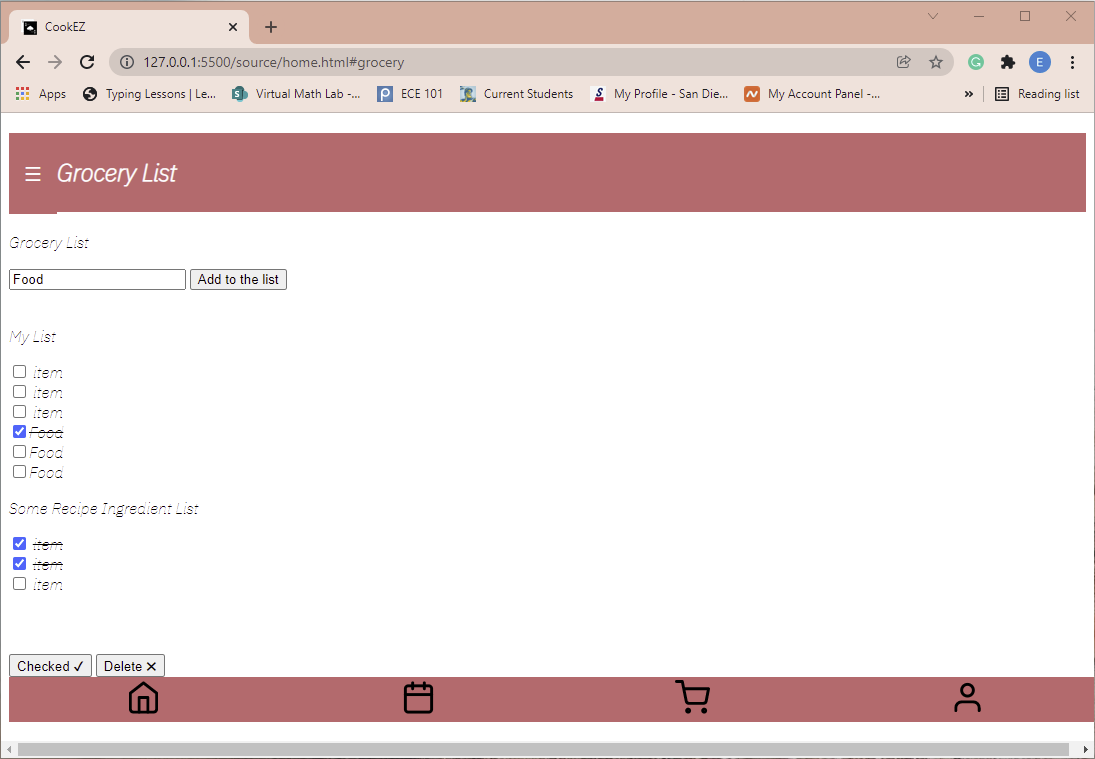 CookEZ
127.0.0.1:5500/source/home.html#grocery
E
Apps Typing Lessons | Le... Virtual Math Lab -... ECE 101 Current Students My Profile - San Die... My Account Panel -... » Reading list
☰ Grocery List
Grocery List
Food Add to the list
My List
item
item
item
Food
Food
Food
Some Recipe Ingredient List
item
item
item
Checked ✓ Delete ✕